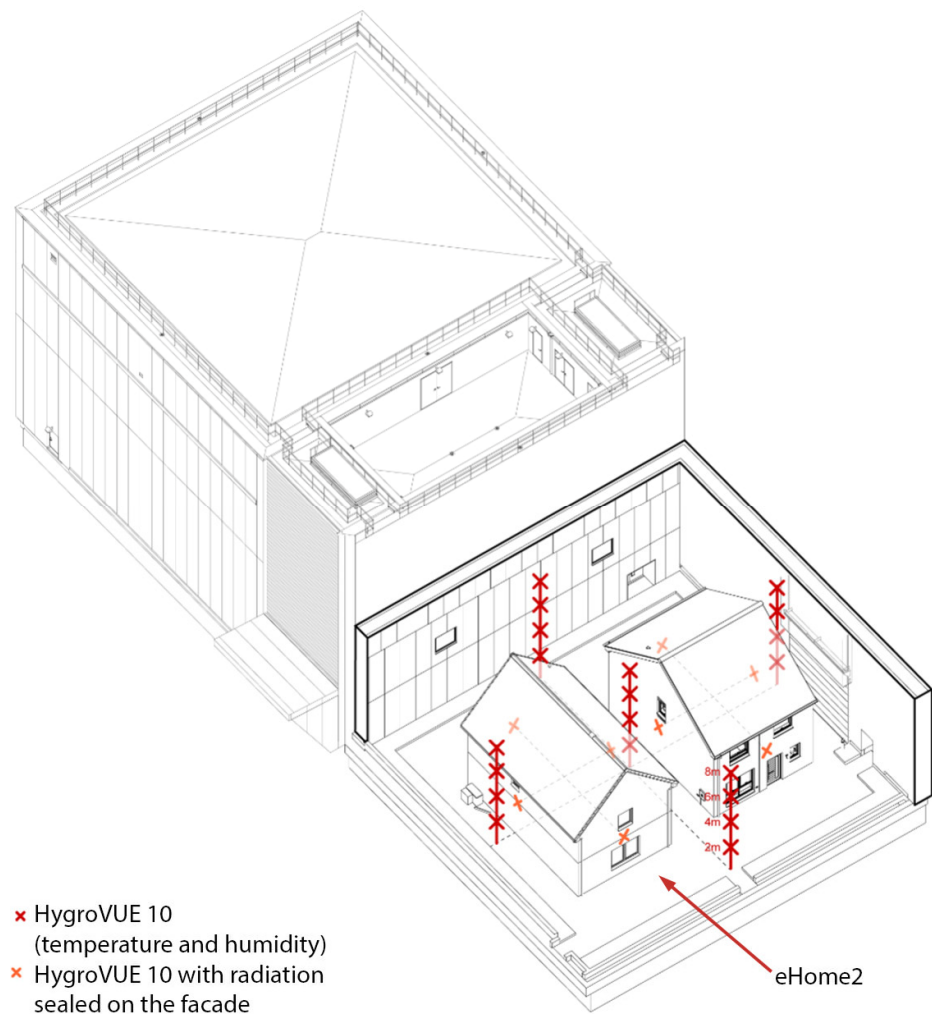 8m
6m
4m
2m
HygroVUE 10
(temperature and humidity)
HygroVUE 10 with radiation
sealed on the facade
eHome2